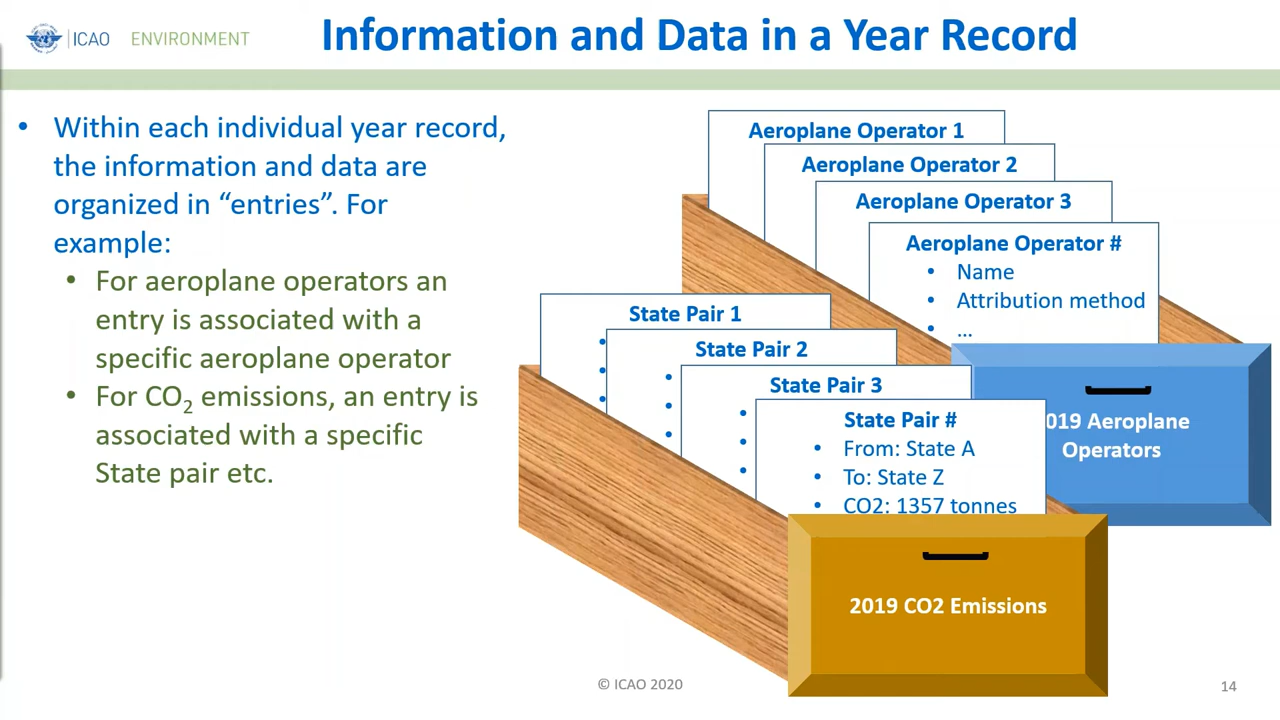 ICAO ENVIRONMENT
Information and Data in a Year Record
• Within each individual year record,
the information and data are
organized in “entries”. For
example:
• For aeroplane operators an
entry is associated with a
specific aeroplane operator
• For CO₂ emissions, an entry is
associated with a specific
State pair etc.
Aeroplane Operator 1
Aeroplane Operator 2
Aeroplane Operator 3
Aeroplane Operator #
• Name
• Attribution method
• ...
019 Aeroplane
Operators
State Pair 1
State Pair 2
State Pair 3
State Pair #
• From: State A
• To: State Z
• CO2: 1357 tonnes
2019 CO2 Emissions
© ICAO 2020
14